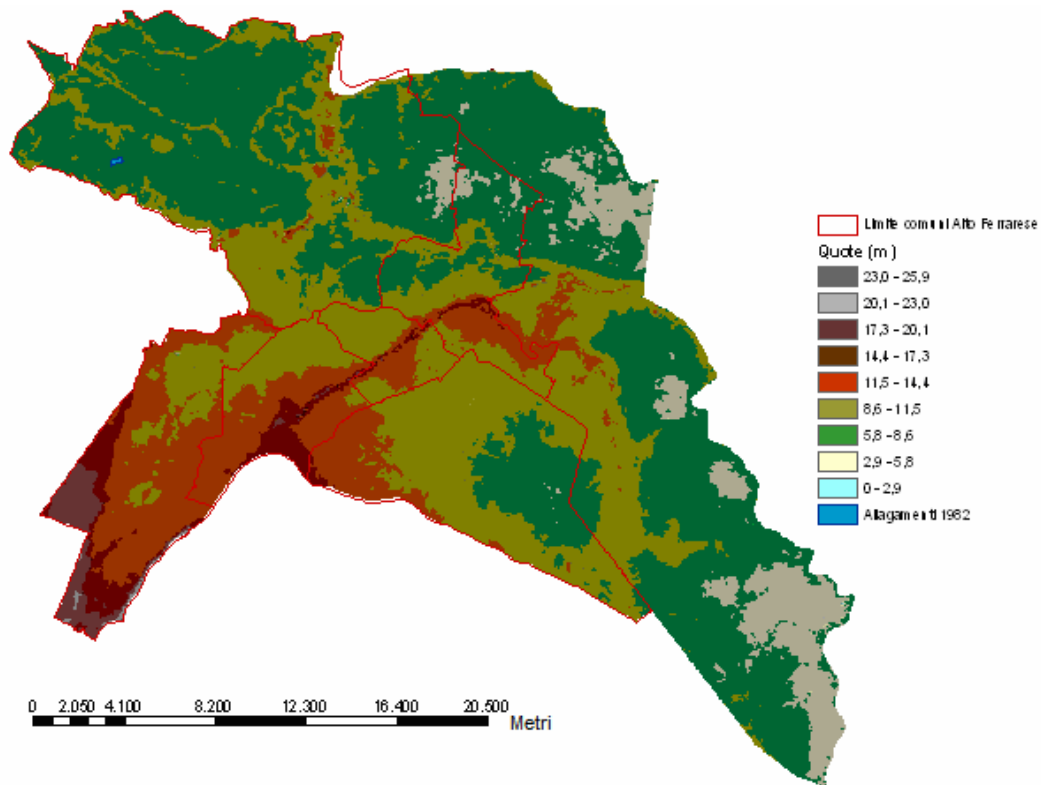 Limite comuni Alto Ferrarese
Quote (m)
23,0 - 25,9
20,1 - 23,0
17,3 - 20,1
14,4 - 17,3
11,5 - 14,4
8,6 - 11,5
5,8 - 8,6
2,9 - 5,8
0 - 2,9
Allagamenti 1982
0 2.050 4.100 8.200 12.300 16.400 20.500
Metri